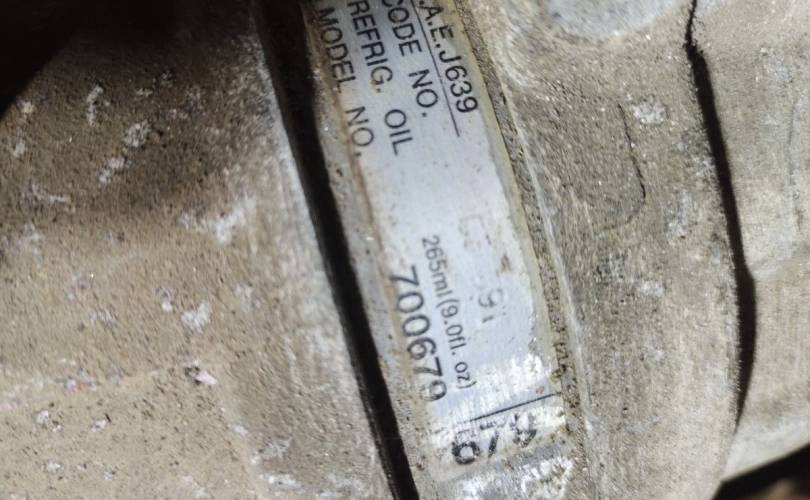 A.E.J639
CODE NO.
REFRIG. OIL 265ml(9.0fl. oz)
MODEL NO. 700679